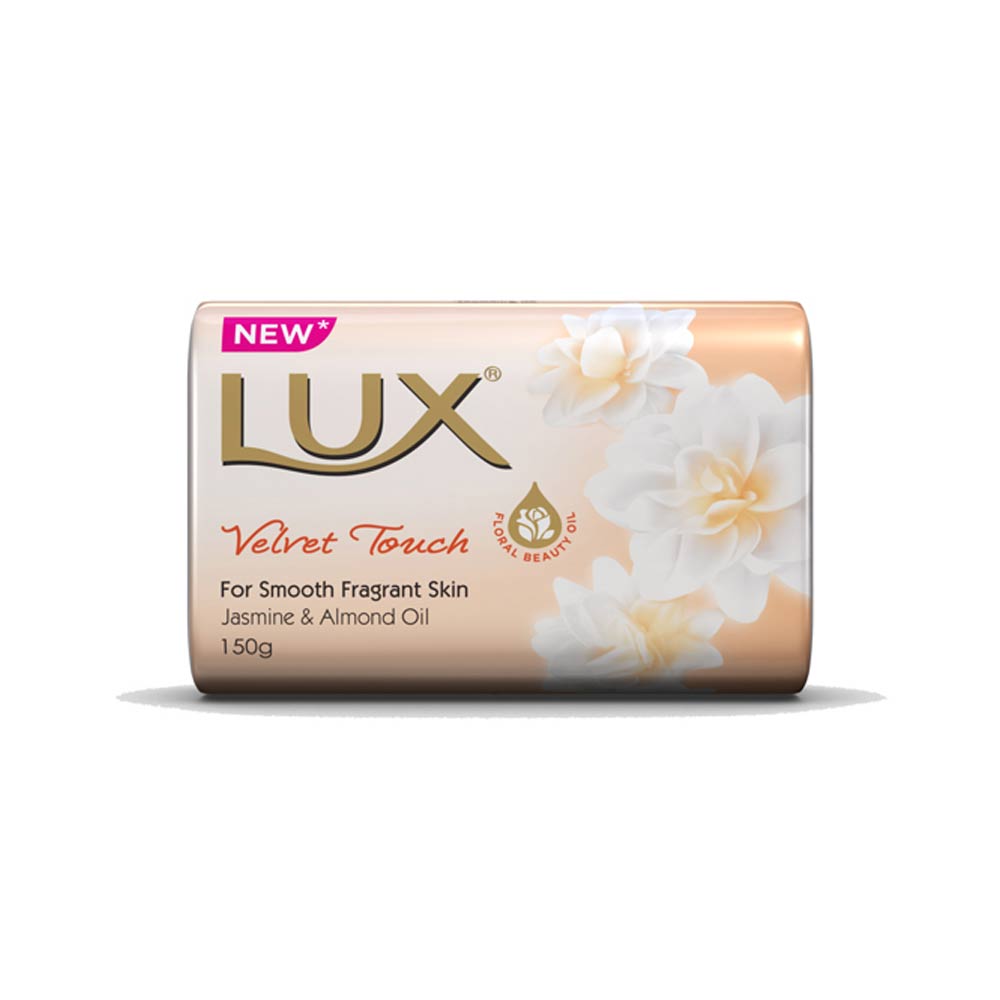 NEW*
LUX®
Velvet Touch
FLORAL BEAUTY OIL
For Smooth Fragrant Skin
Jasmine & Almond Oil
150g